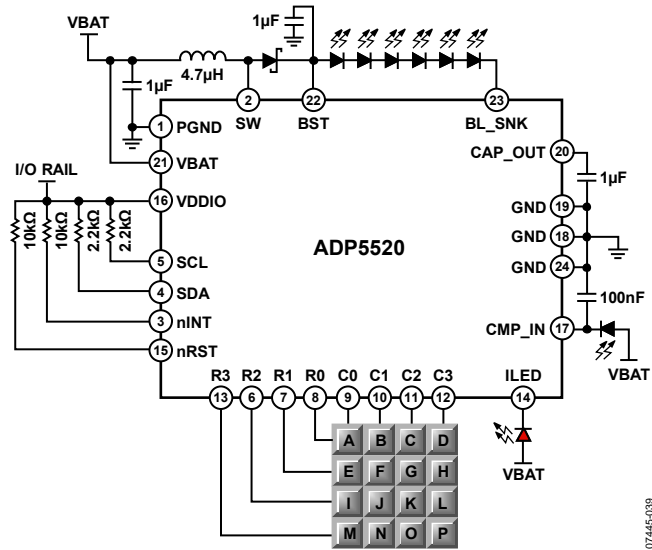 VBAT
1µF
1µF
4.7µH
2
SW
22
BST
23
BL_SNK
1 PGND
21 VBAT
I/O RAIL
16 VDDIO
10kΩ
10kΩ
2.2kΩ
2.2kΩ
5 SCL
4 SDA
3 nINT
15 nRST
ADP5520
CAP_OUT 20
1µF
GND 19
GND 18
GND 24
100nF
CMP_IN 17
VBAT
R3 R2 R1 R0 C0 C1 C2 C3 ILED
13 6 7 8 9 10 11 12 14
A B C D
E F G H
I J K L
M N O P
VBAT
07445-039